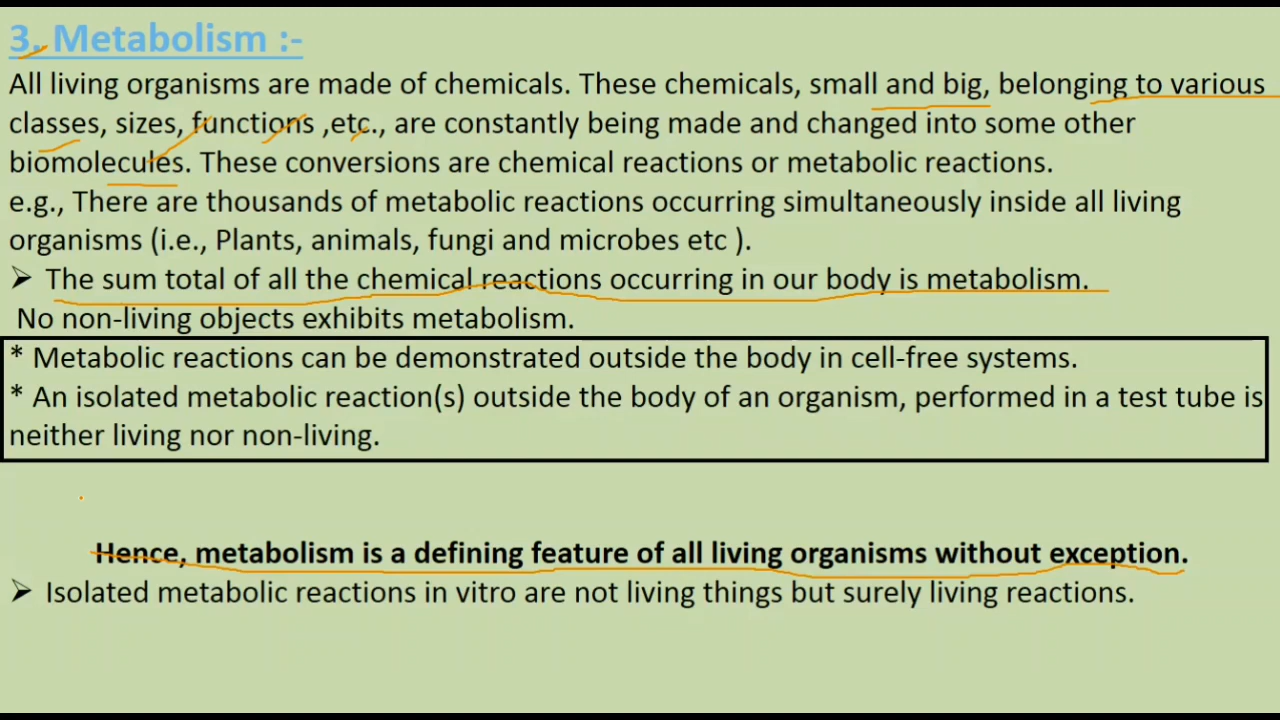 3. Metabolism :-
All living organisms are made of chemicals. These chemicals, small and big, belonging to various
classes, sizes, functions ,etc., are constantly being made and changed into some other
biomolecules. These conversions are chemical reactions or metabolic reactions.
e.g., There are thousands of metabolic reactions occurring simultaneously inside all living
organisms (i.e., Plants, animals, fungi and microbes etc ).
➢ The sum total of all the chemical reactions occurring in our body is metabolism.
No non-living objects exhibits metabolism.
* Metabolic reactions can be demonstrated outside the body in cell-free systems.
* An isolated metabolic reaction(s) outside the body of an organism, performed in a test tube is
neither living nor non-living.
Hence, metabolism is a defining feature of all living organisms without exception.
➢ Isolated metabolic reactions in vitro are not living things but surely living reactions.